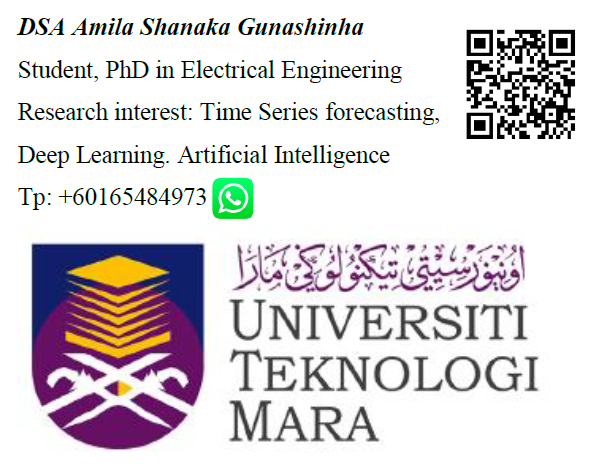 DSA Amila Shanaka Gunashinha
Student, PhD in Electrical Engineering
Research interest: Time Series forecasting,
Deep Learning. Artificial Intelligence
Tp: +60165484973
اونيۏرسيتي تيكنولوڬي مارا
UNIVERSITI
TEKNOLOGI
MARA